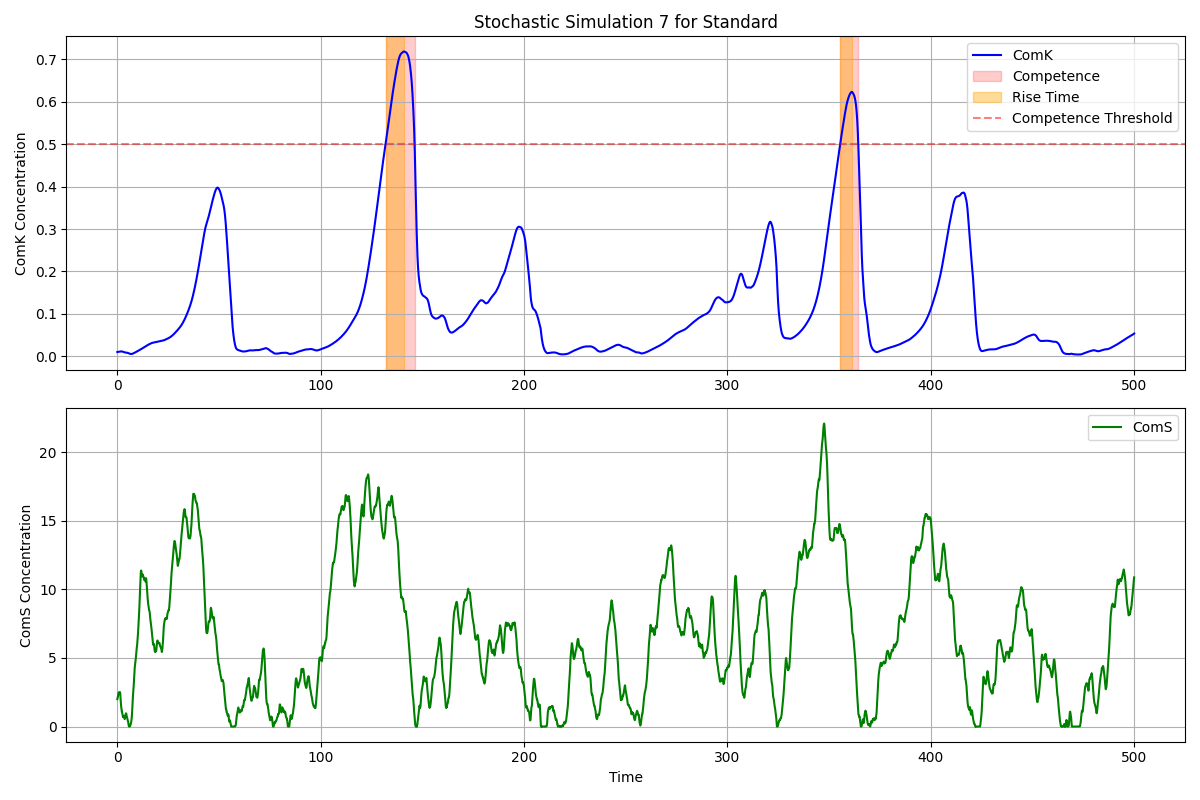 Stochastic Simulation 7 for Standard
ComK Concentration
0.7
0.6
0.5
0.4
0.3
0.2
0.1
0.0
ComK
Competence
Rise Time
Competence Threshold
0 100 200 300 400 500
ComS Concentration
20
15
10
5
0
ComS
0 100 200 300 400 500
Time